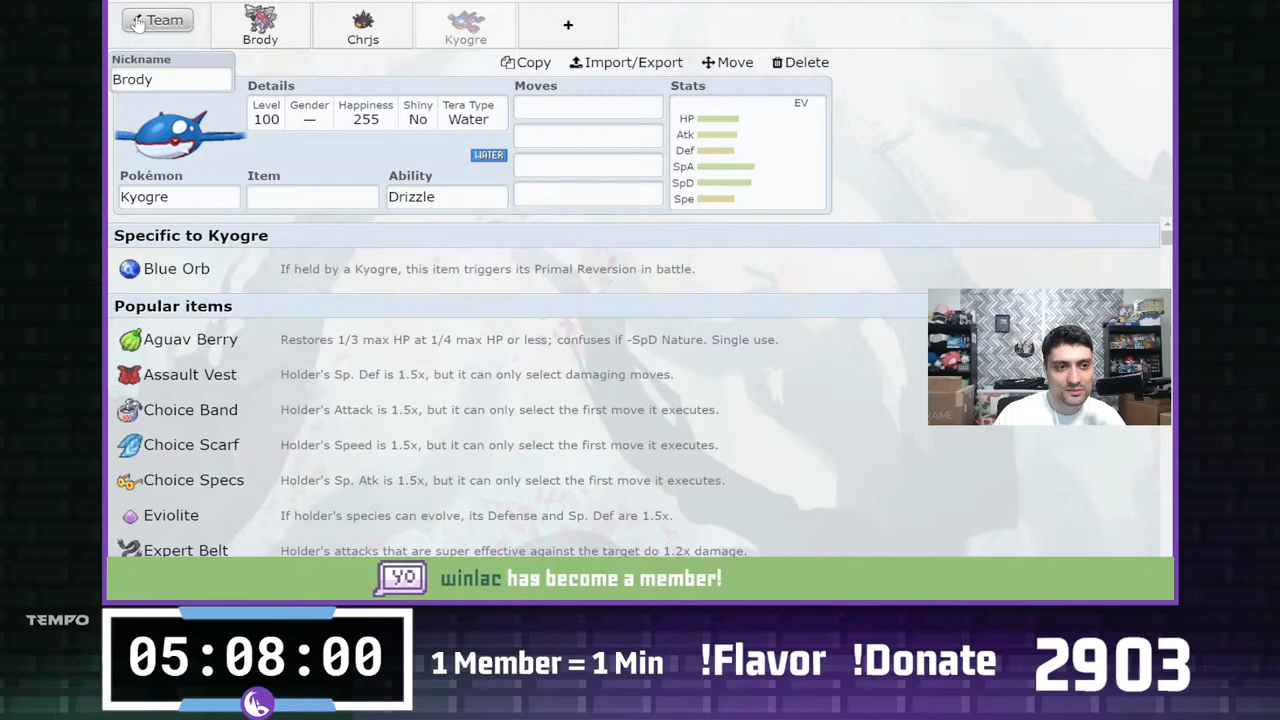 Team
Brody
Chrjs
Kyogre
+
Nickname
Brody
Copy Import/Export Move Delete
Details
Moves
Stats
Level Gender Happiness Shiny Tera Type
100 — 255 No Water
EV
HP
Atk
Def
SpA
SpD
Spe
WATER
Pokémon Item Ability
Kyogre Drizzle
Specific to Kyogre
Blue Orb If held by a Kyogre, this item triggers its Primal Reversion in battle.
Popular items
Aguav Berry Restores 1/3 max HP at 1/4 max HP or less; confuses if -SpD Nature. Single use.
Assault Vest Holder's Sp. Def is 1.5x, but it can only select damaging moves.
Choice Band Holder's Attack is 1.5x, but it can only select the first move it executes.
Choice Scarf Holder's Speed is 1.5x, but it can only select the first move it executes.
Choice Specs Holder's Sp. Atk is 1.5x, but it can only select the first move it executes.
Eviolite If holder's species can evolve, its Defense and Sp. Def are 1.5x.
Expert Belt Holder's attacks that are super effective against the target do 1.2x damage.
YO winlac has become a member!
TEMPO
05:08:00 1 Member = 1 Min !Flavor !Donate 2903